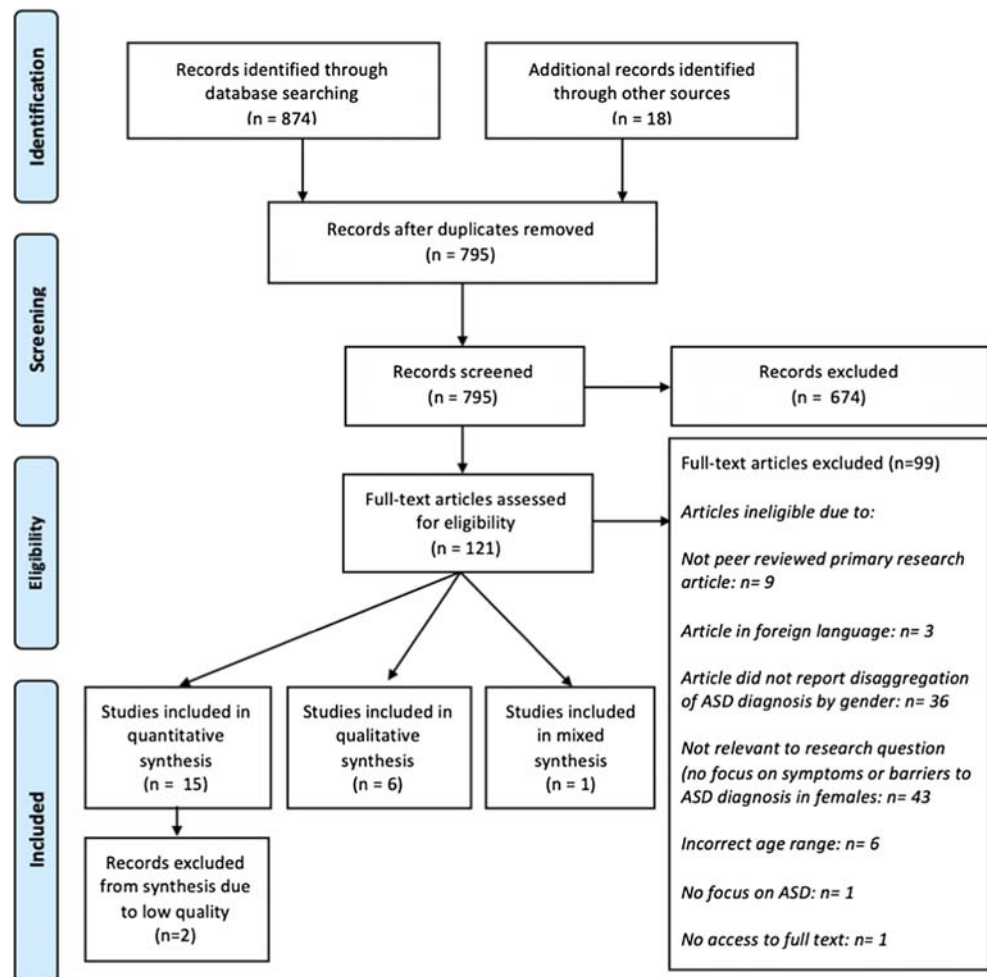 Identification
Records identified through
database searching
(n = 874)
Additional records identified
through other sources
(n = 18)
Records after duplicates removed
(n = 795)
Screening
Records screened
(n = 795)
Records excluded
(n = 674)
Eligibility
Full-text articles assessed
for eligibility
(n = 121)
Full-text articles excluded (n=99)
Articles ineligible due to:
Not peer reviewed primary research
article: n= 9
Article in foreign language: n= 3
Article did not report disaggregation
of ASD diagnosis by gender: n= 36
Not relevant to research question
(no focus on symptoms or barriers to
ASD diagnosis in females: n= 43
Incorrect age range: n= 6
No focus on ASD: n= 1
No access to full text: n= 1
Included
Studies included in
quantitative
synthesis
(n = 15)
Studies included in
qualitative
synthesis
(n = 6)
Studies included
in mixed
synthesis
(n = 1)
Records excluded
from synthesis due
to low quality
(n=2)